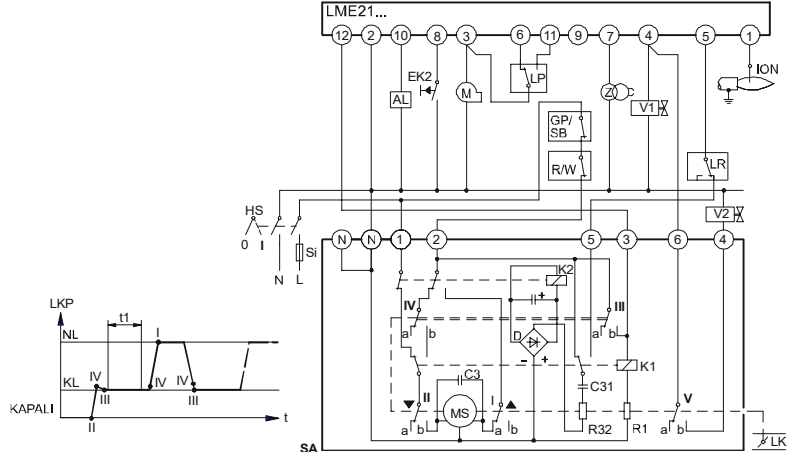 LME21...
12 2 10 8 3 6 11 9 7 4 5 1
EK2
LP
ION
AL
M
Z
C
V1
GP/
SB
R/W
LR
V2
HS
0 I
Si
N L
N N 1 2 5 3 6 4
K2
IV
III
a b
a b
D
+
- +
K1
C3
C31
II
I
V
MS
a b
a b
a b
R32
R1
LK
SA
LKP
t1
NL
I
IV
IV
IV
KL
III
III
KAPALI
II
t